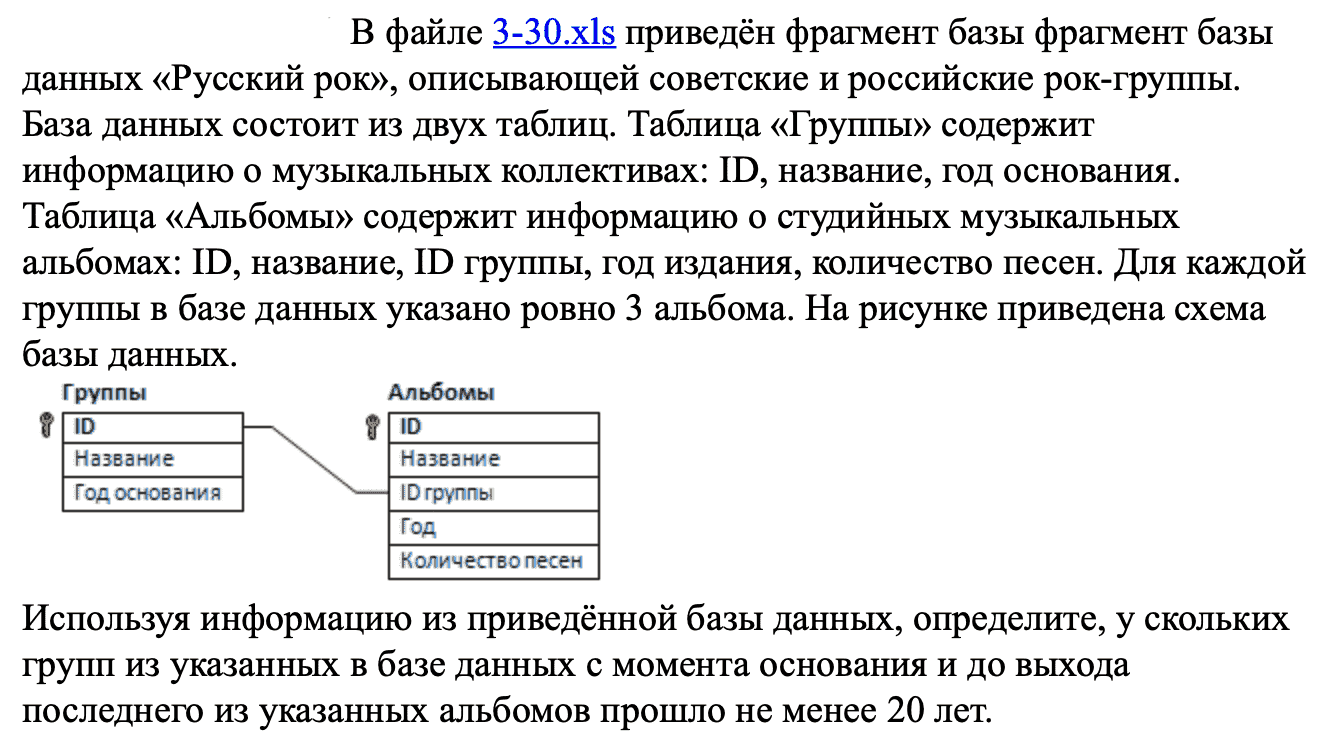 В файле 3-30.xls приведён фрагмент базы фрагмент базы
данных «Русский рок», описывающей советские и российские рок-группы.
База данных состоит из двух таблиц. Таблица «Группы» содержит
информацию о музыкальных коллективах: ID, название, год основания.
Таблица «Альбомы» содержит информацию о студийных музыкальных
альбомах: ID, название, ID группы, год издания, количество песен. Для каждой
группы в базе данных указано ровно 3 альбома. На рисунке приведена схема
базы данных.
Группы
ID
Название
Год основания
Альбомы
ID
Название
ID группы
Год
Количество песен
Используя информацию из приведённой базы данных, определите, у скольких
групп из указанных в базе данных с момента основания и до выхода
последнего из указанных альбомов прошло не менее 20 лет.